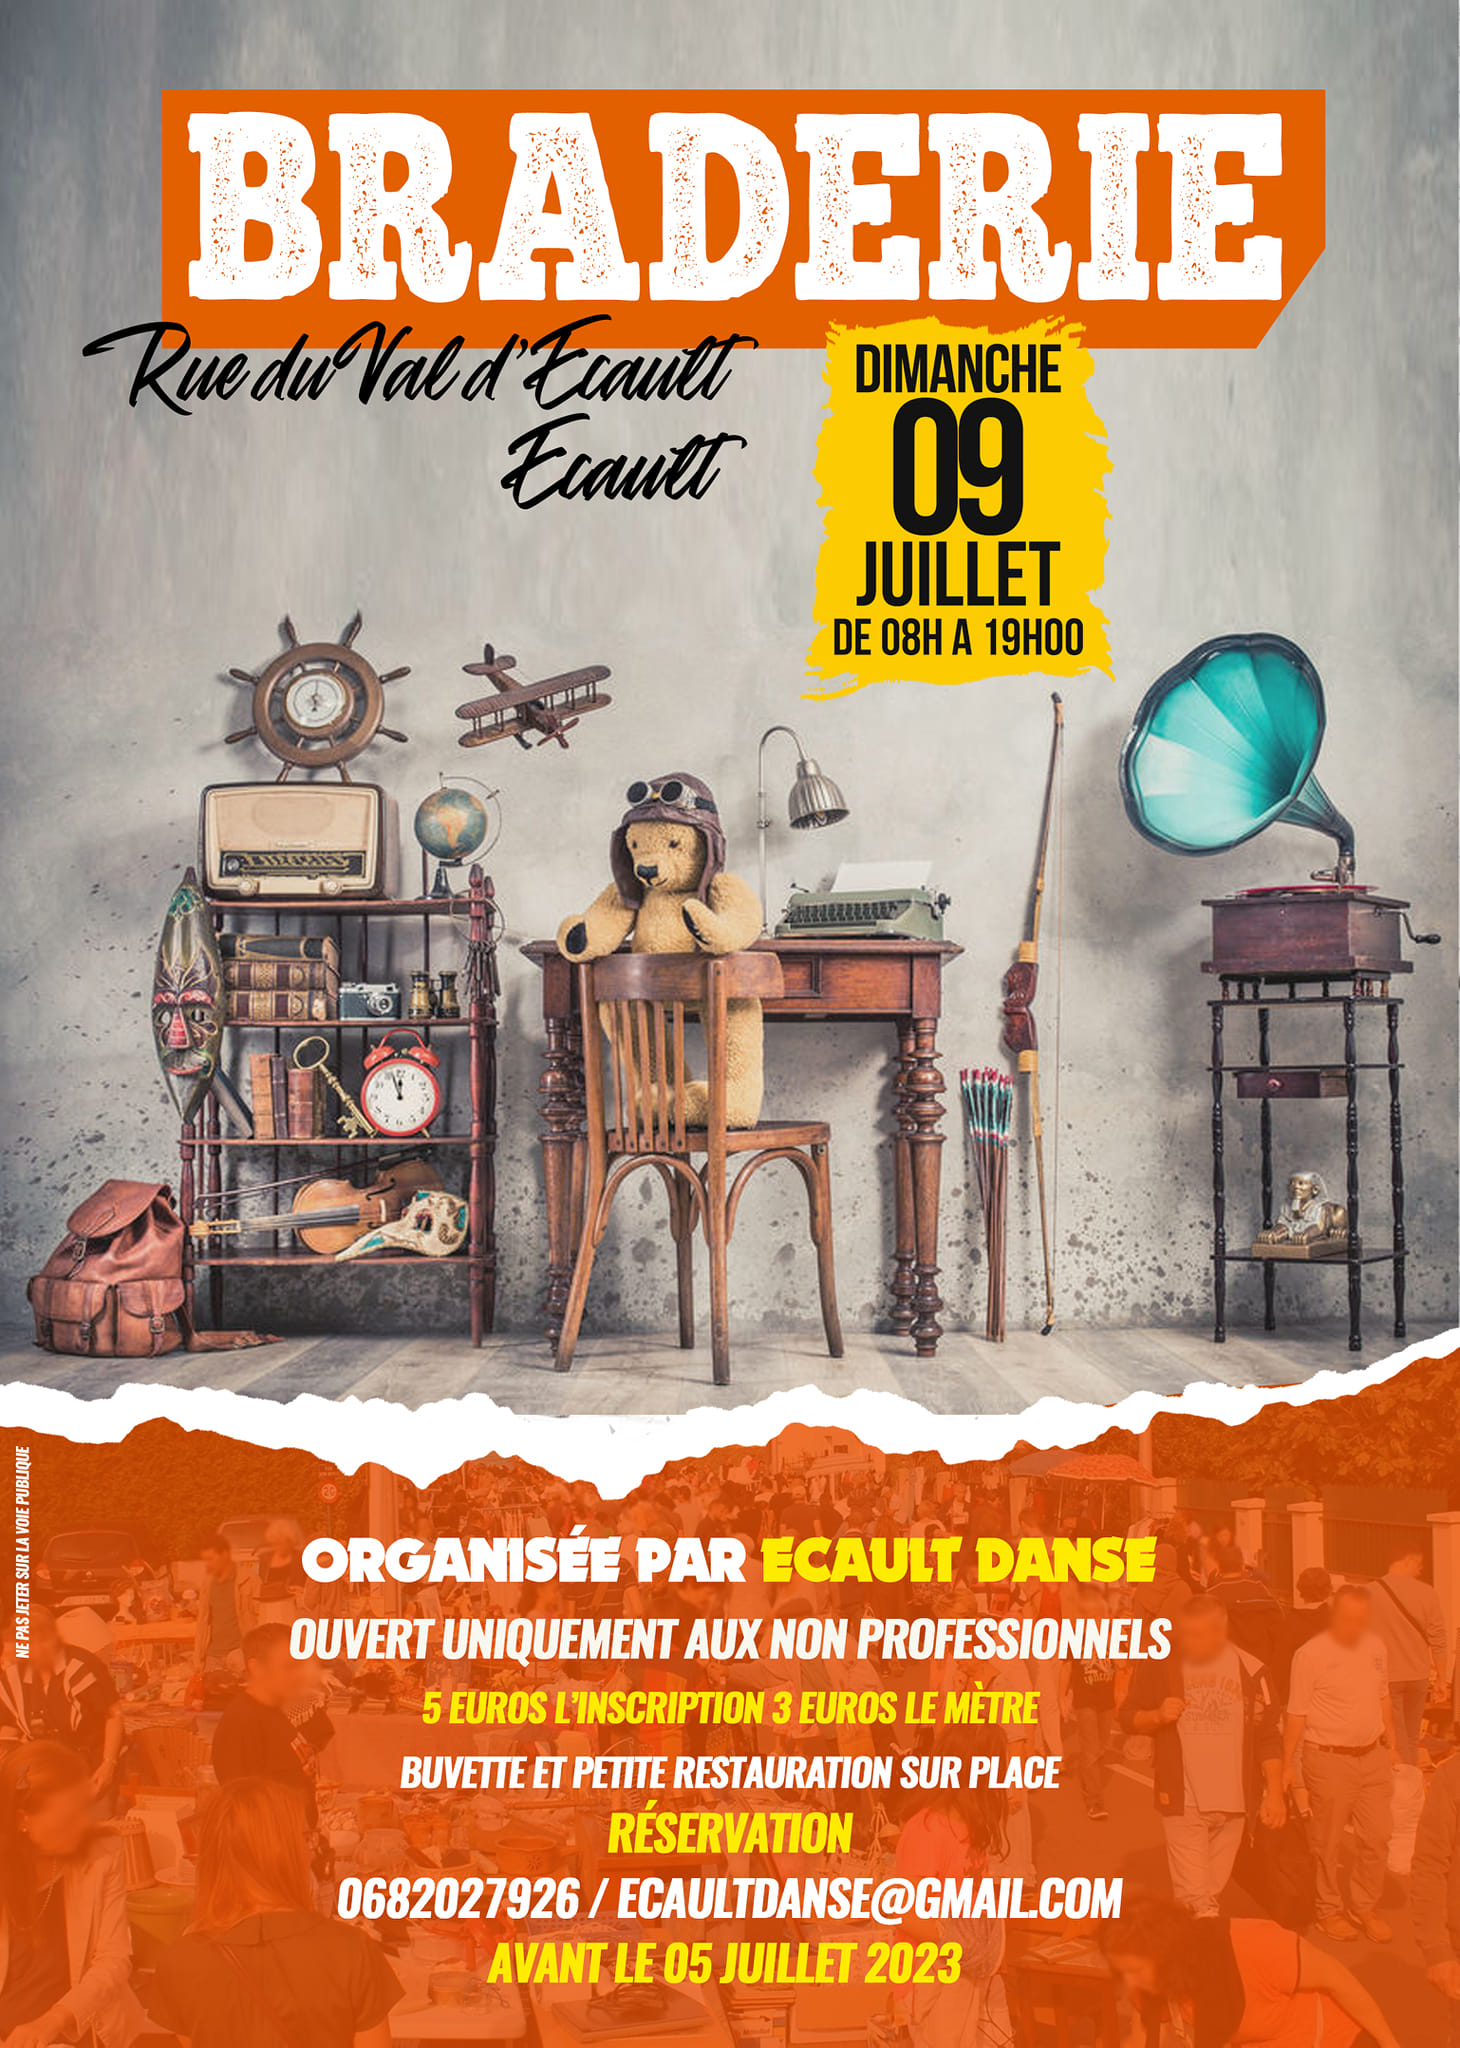 BRADERIE
Rue du Val d'Ecault
Ecault
DIMANCHE
09
JUILLET
DE 08H A 19H00
NE PAS JETER SUR LA VOIE PUBLIQUE
ORGANISÉE PAR ECAULT DANSE
OUVERT UNIQUEMENT AUX NON PROFESSIONNELS
5 EUROS L'INSCRIPTION 3 EUROS LE MÈTRE
BUVETTE ET PETITE RESTAURATION SUR PLACE
RÉSERVATION
0682027926 / ECAULTDANSE@GMAIL.COM
AVANT LE 05 JUILLET 2023